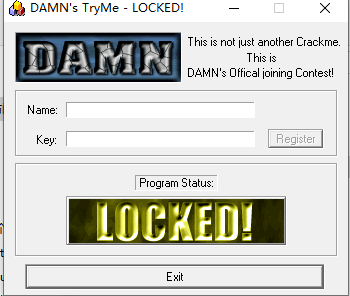 DAMN's TryMe - LOCKED!
DAMN
This is not just another Crackme.
This is
DAMN's Offical joining Contest!
Name:
Key:
Register
Program Status:
LOCKED!
Exit